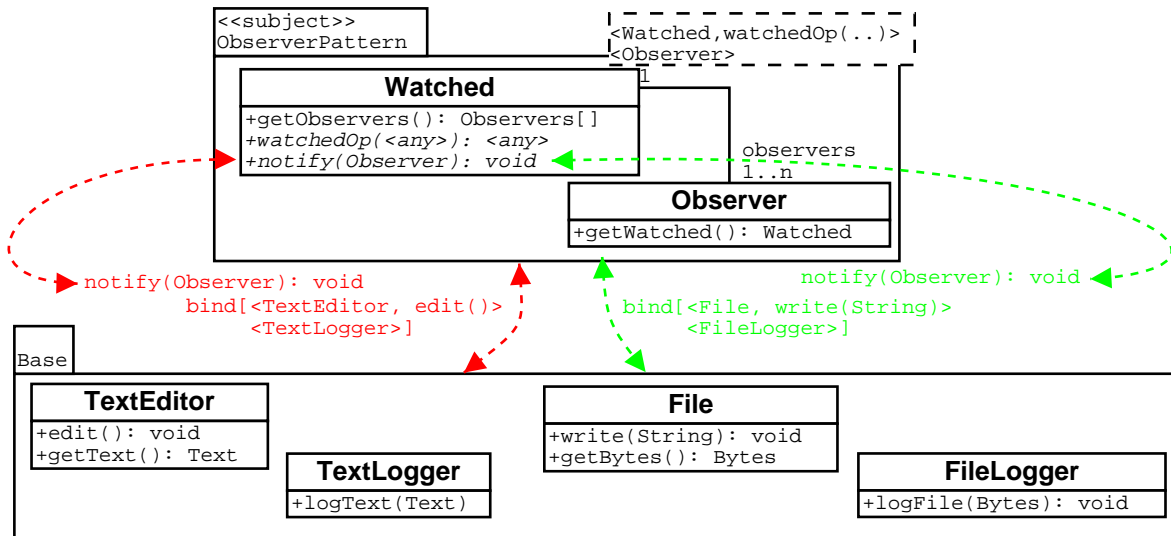 <<subject>>
ObserverPattern
<Watched,watchedOp(..)>
<Observer>
1
Watched
+getObservers(): Observers[]
+watchedOp(<any>): <any>
+notify(Observer): void
observers
1..n
Observer
+getWatched(): Watched
notify(Observer): void
bind[<TextEditor, edit()>
<TextLogger>]
notify(Observer): void
bind[<File, write(String)>
<FileLogger>]
Base
TextEditor
+edit(): void
+getText(): Text
TextLogger
+logText(Text)
File
+write(String): void
+getBytes(): Bytes
FileLogger
+logFile(Bytes): void